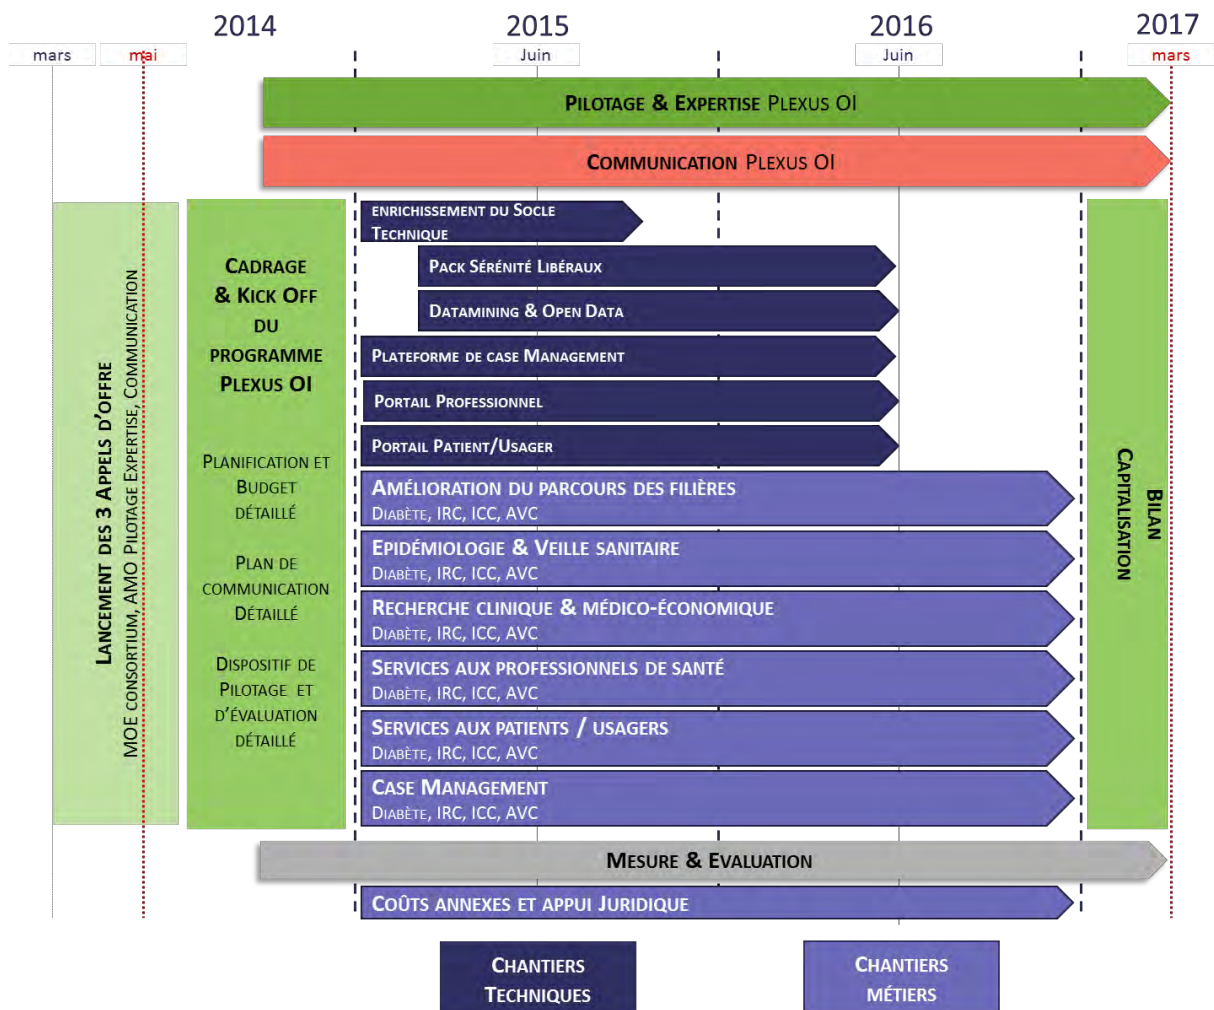 2014
2015
2016
2017
mars
mai
Juin
Juin
mars
PILOTAGE & EXPERTISE PLEXUS OI
COMMUNICATION PLEXUS OI
LANCEMENT DES 3 APPELS D'OFFRE
MOE CONSORTIUM, AMO PILOTAGE EXPERTISE, COMMUNICATION
CADRAGE
& KICK OFF
DU
PROGRAMME
PLEXUS OI
PLANIFICATION ET
BUDGET
DÉTAILLÉ
PLAN DE
COMMUNICATION
DÉTAILLÉ
DISPOSITIF DE
PILOTAGE ET
D'ÉVALUATION
DÉTAILLÉ
ENRICHISSEMENT DU SOCLE
TECHNIQUE
PACK SÉRÉNITÉ LIBÉRAUX
DATAMINING & OPEN DATA
PLATEFORME DE CASE MANAGEMENT
PORTAIL PROFESSIONNEL
PORTAIL PATIENT/USAGER
AMÉLIORATION DU PARCOURS DES FILIÈRES
DIABÈTE, IRC, ICC, AVC
EPIDÉMIOLOGIE & VEILLE SANITAIRE
DIABÈTE, IRC, ICC, AVC
RECHERCHE CLINIQUE & MÉDICO-ÉCONOMIQUE
DIABÈTE, IRC, ICC, AVC
SERVICES AUX PROFESSIONNELS DE SANTÉ
DIABÈTE, IRC, ICC, AVC
SERVICES AUX PATIENTS / USAGERS
DIABÈTE, IRC, ICC, AVC
CASE MANAGEMENT
DIABÈTE, IRC, ICC, AVC
BILAN
CAPITALISATION
MESURE & EVALUATION
COÛTS ANNEXES ET APPUI JURIDIQUE
CHANTIERS
TECHNIQUES
CHANTIERS
MÉTIERS